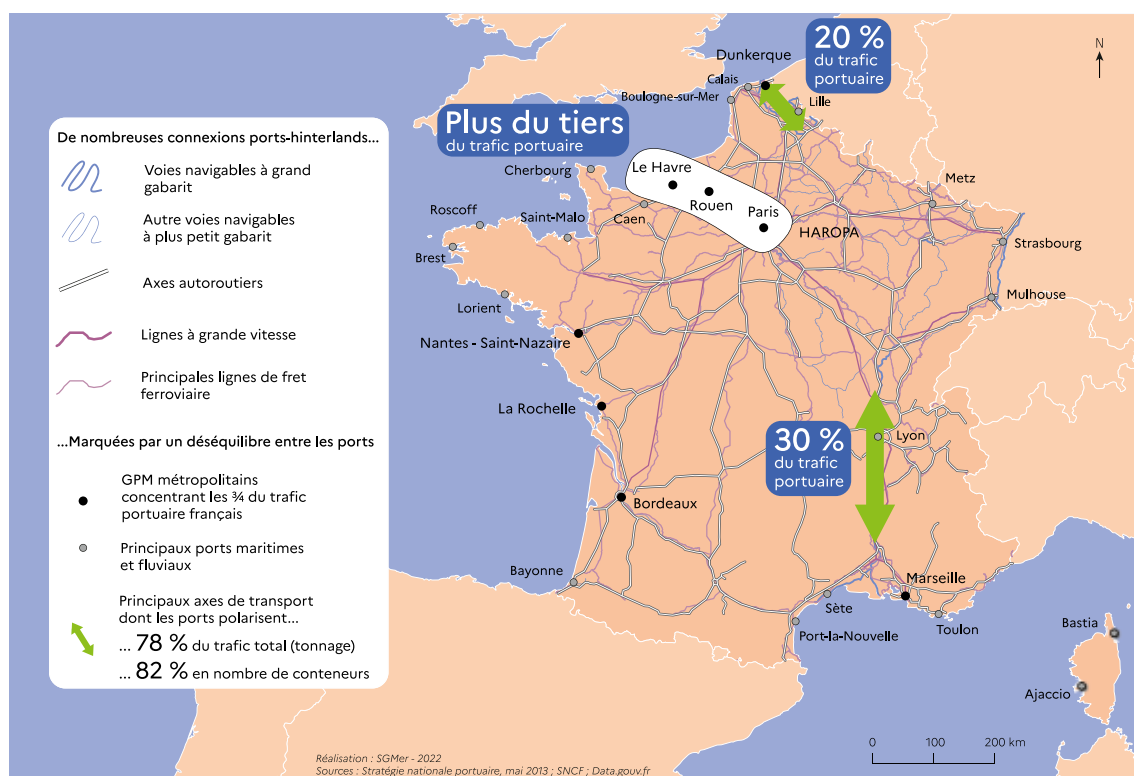 20 %
du trafic
portuaire
N
Dunkerque
Calais
Boulogne-sur-Mer
Lille
Plus du tiers
du trafic portuaire
De nombreuses connexions ports-hinterlands...
Voies navigables à grand
gabarit
Autre voies navigables
à plus petit gabarit
Axes autoroutiers
Lignes à grande vitesse
Principales lignes de fret
ferroviaire
...Marquées par un déséquilibre entre les ports
GPM métropolitains
concentrant les ¾ du trafic
portuaire français
Principaux ports maritimes
et fluviaux
Principaux axes de transport
dont les ports polarisent...
... 78 % du trafic total (tonnage)
... 82 % en nombre de conteneurs
Cherbourg
Le Havre
Rouen
Paris
HAROPA
Caen
Metz
Strasbourg
Mulhouse
Roscoff
Saint-Malo
Brest
Lorient
Nantes - Saint-Nazaire
La Rochelle
30 %
du trafic
portuaire
Lyon
Bordeaux
Bayonne
Marseille
Sète
Toulon
Port-la-Nouvelle
Bastia
Ajaccio
0 100 200 km
Réalisation : SGMer - 2022
Sources : Stratégie nationale portuaire, mai 2013 ; SNCF ; Data.gouv.fr